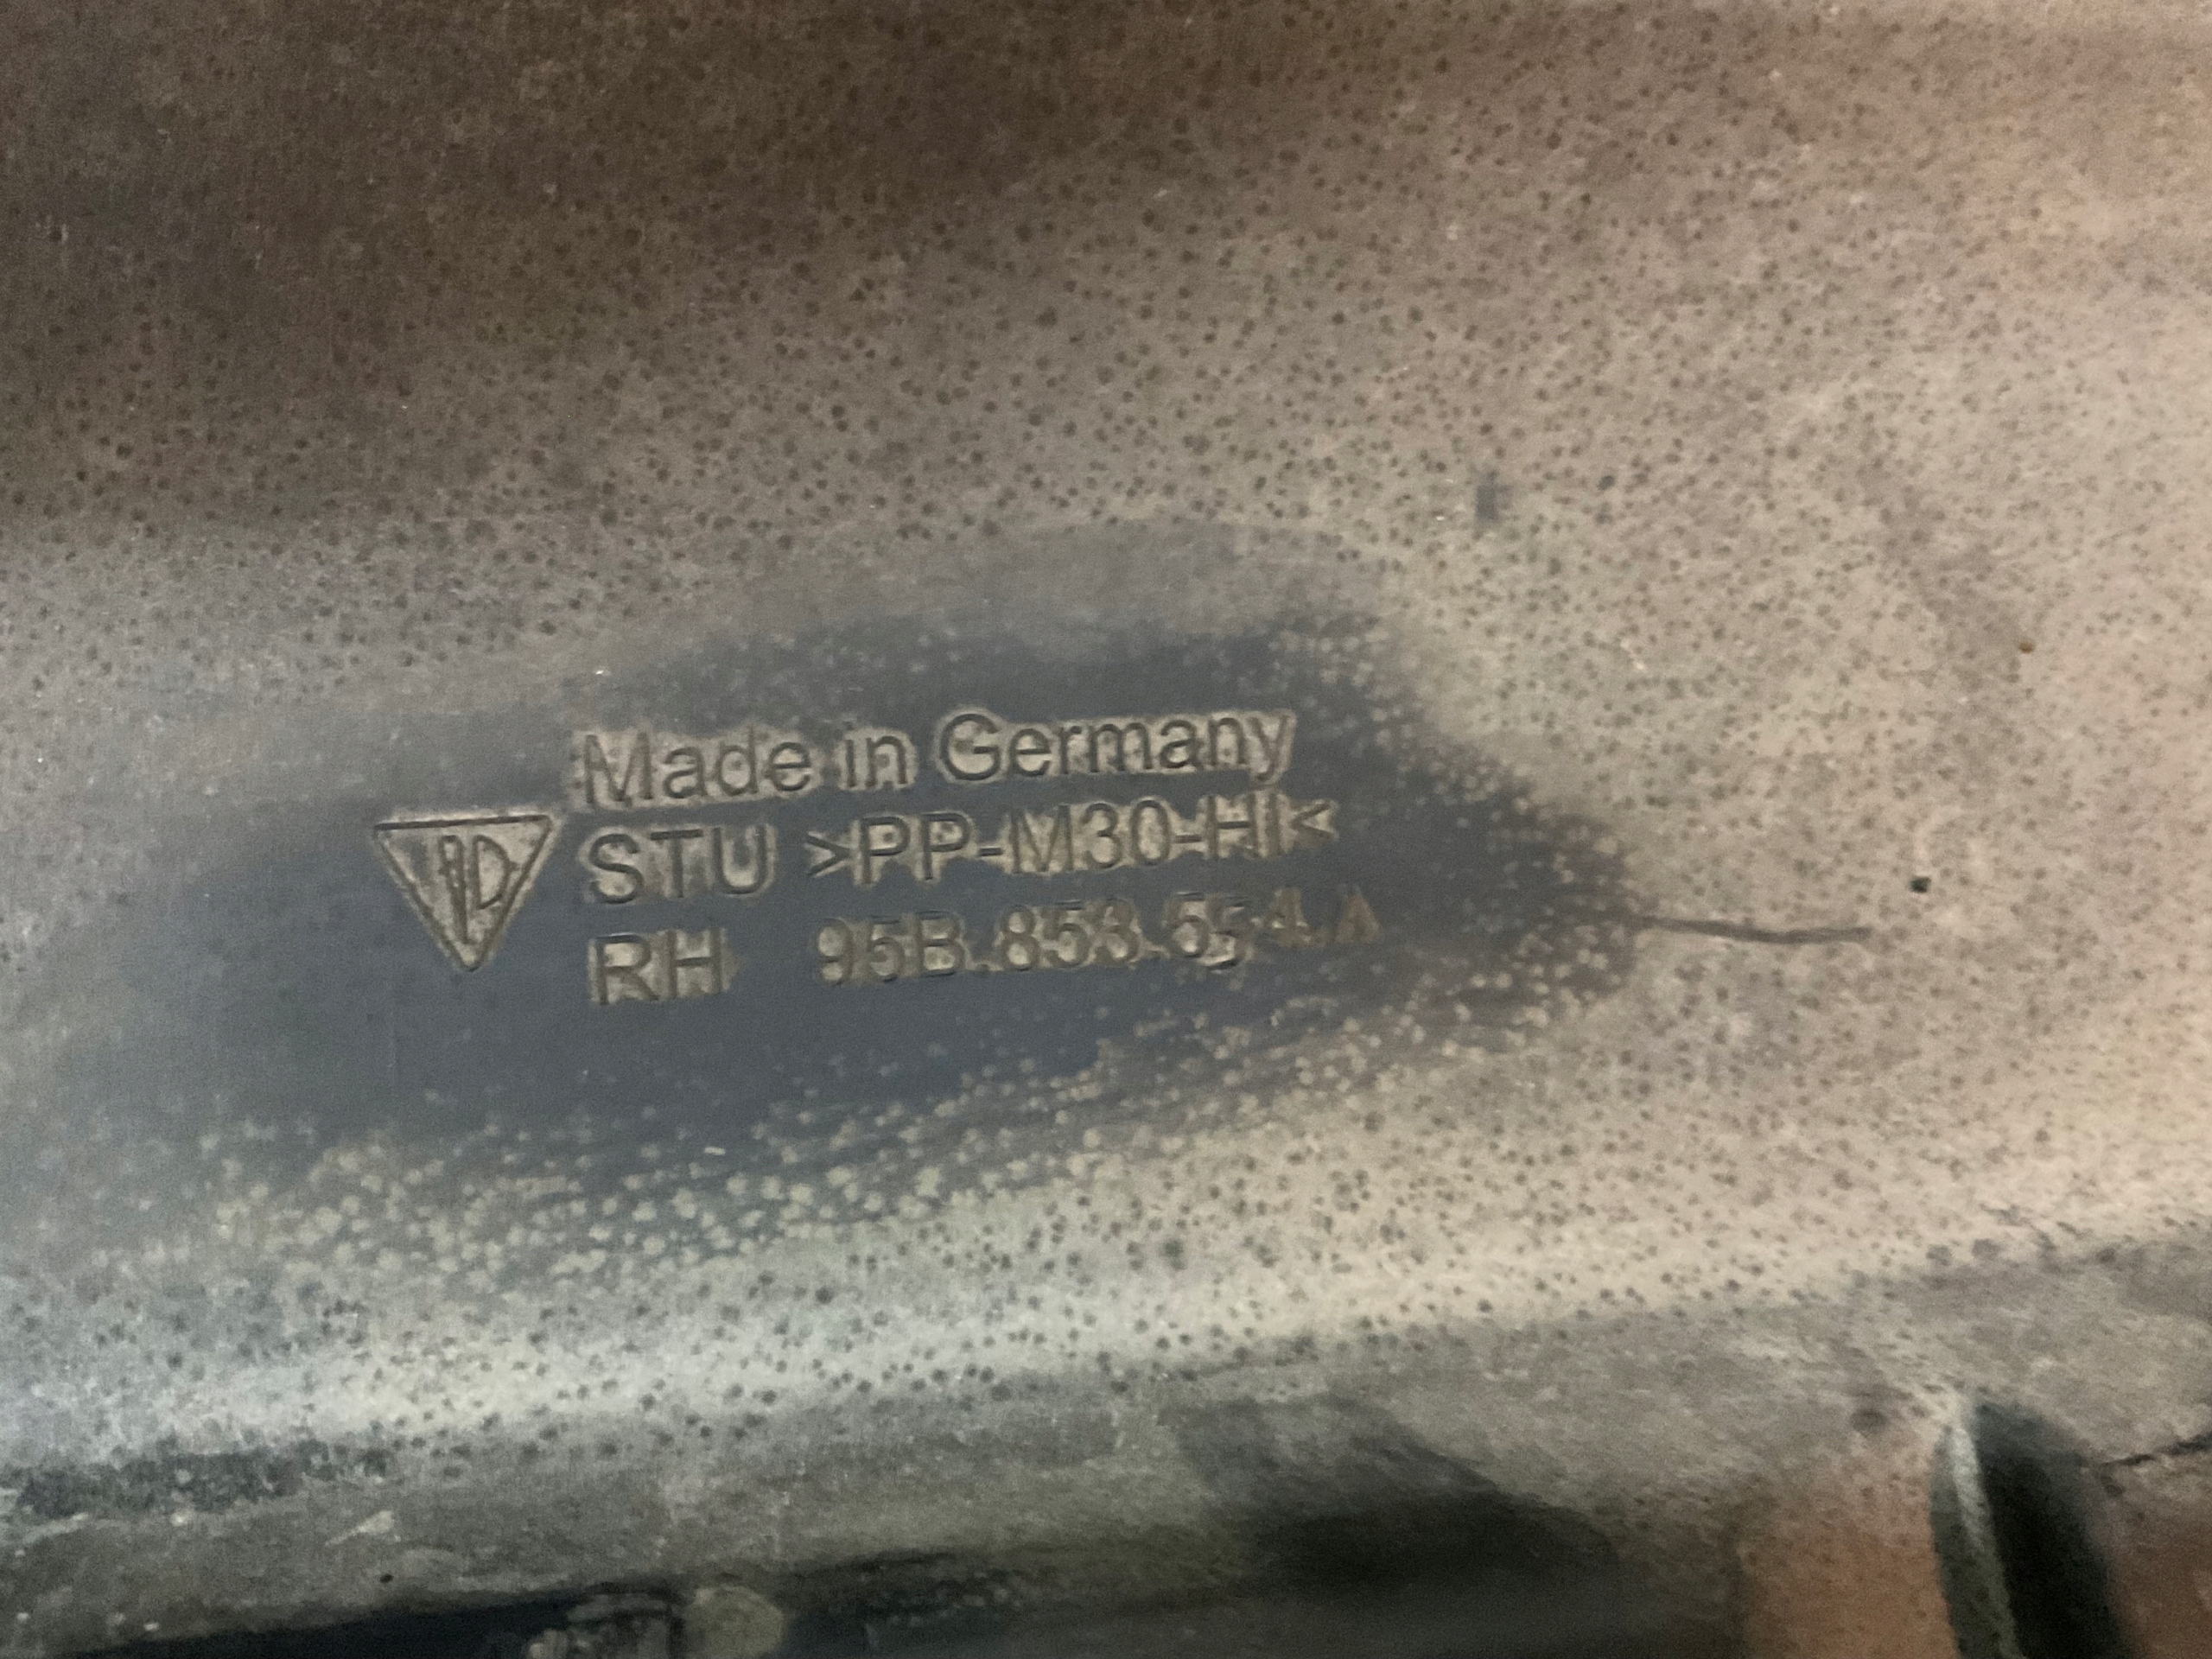 Made in Germany
STU >PP-M30-HI<
RH 95B.853.554.A